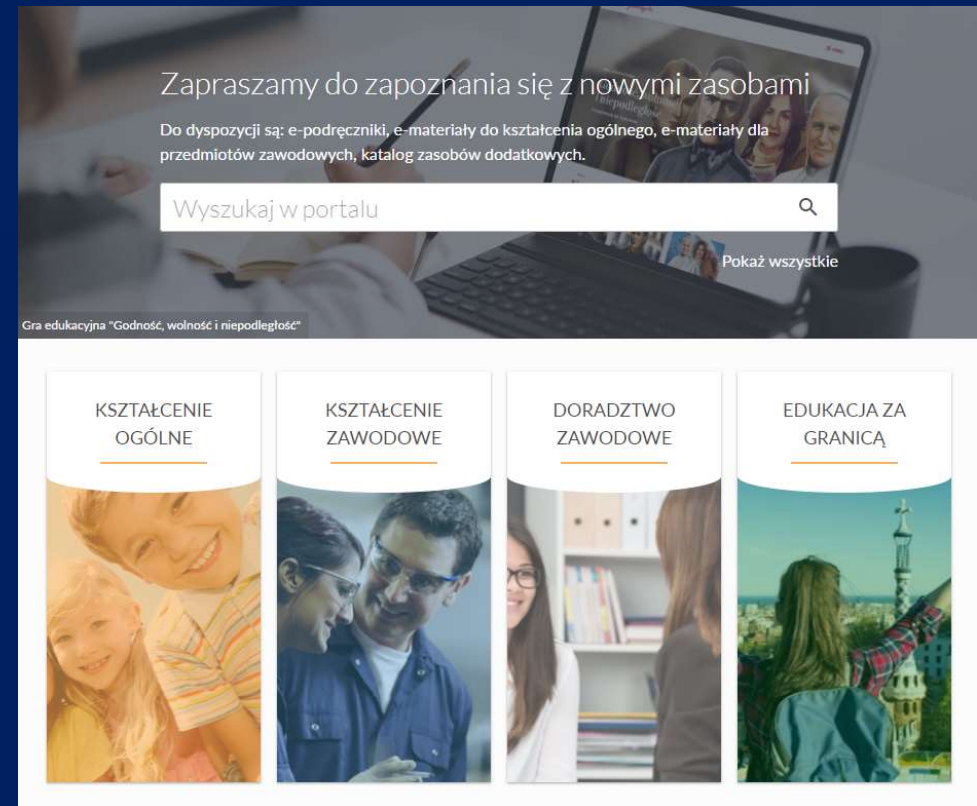 Zapraszamy do zapoznania się z nowymi zasobami
Do dyspozycji są: e-podręczniki, e-materiały do kształcenia ogólnego, e-materiały dla
przedmiotów zawodowych, katalog zasobów dodatkowych.
Wyszukaj w portalu
Pokaż wszystkie
Gra edukacyjna "Godność, wolność i niepodległość"
KSZTAŁCENIE
OGÓLNE
KSZTAŁCENIE
ZAWODOWE
DORADZTWO
ZAWODOWE
EDUKACJA ZA
GRANICĄ